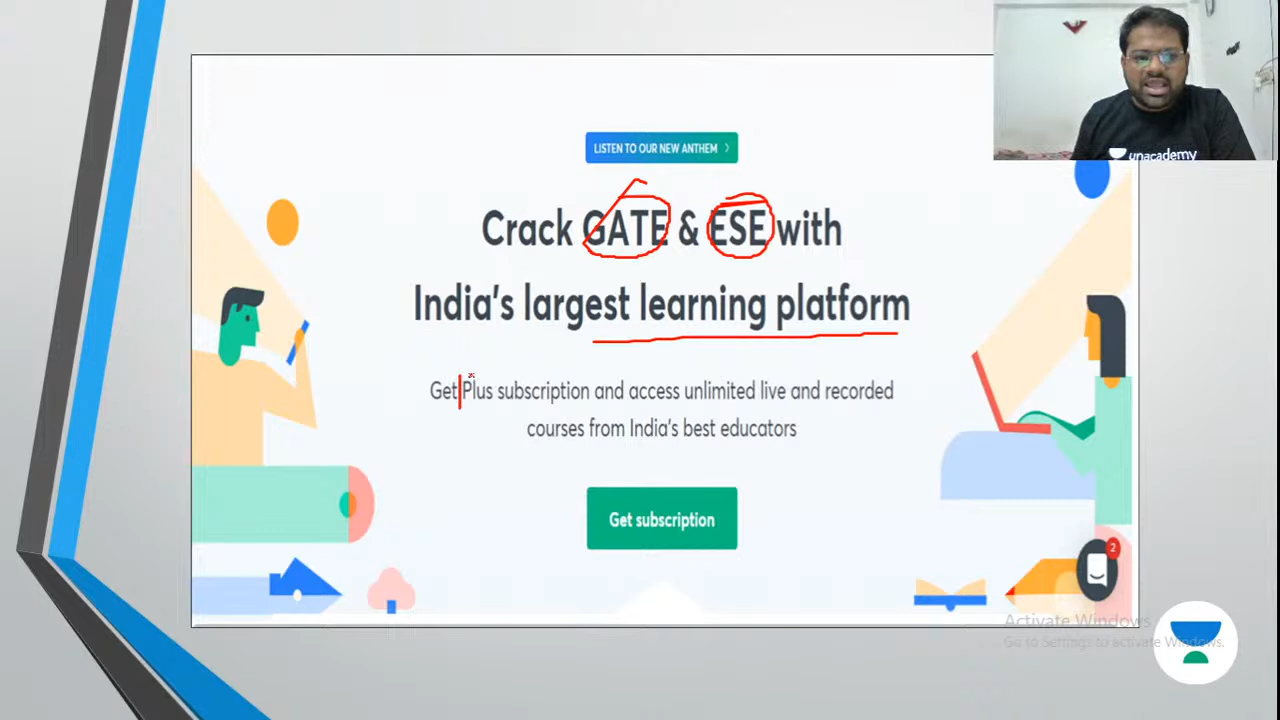 unacademy
LISTEN TO OUR NEW ANTHEM
Crack GATE & ESE with
India's largest learning platform
Get Plus subscription and access unlimited live and recorded
courses from India's best educators
Get subscription
2
Activate Windows
Go to Settings to activate Windows.